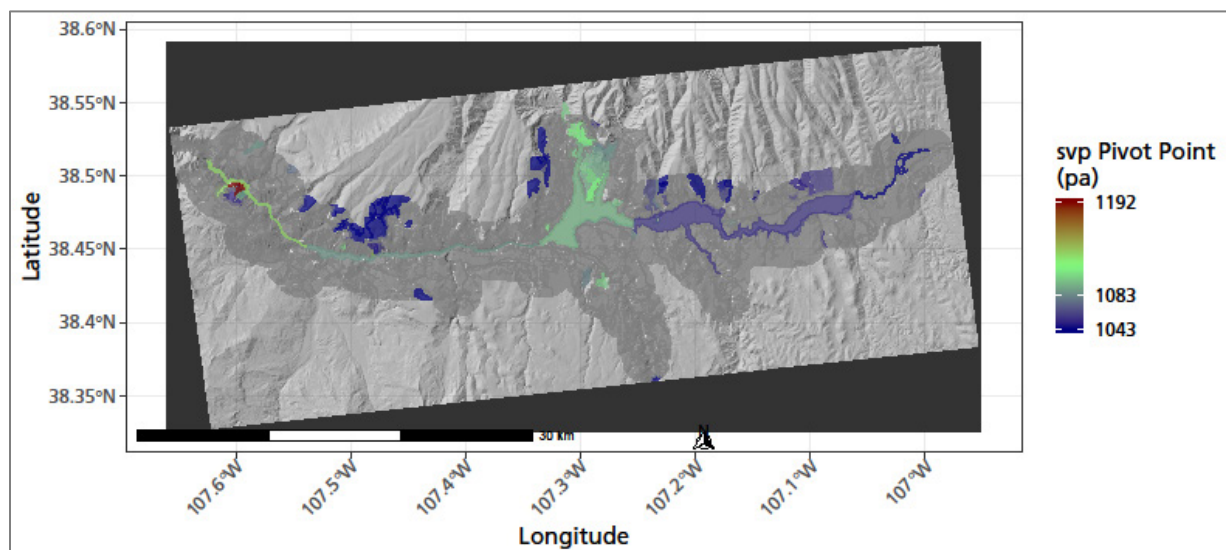 38.6°N
38.55°N
38.5°N
38.45°N
38.4°N
38.35°N
Latitude
30 km
N
107.6°W
107.5°W
107.4°W
107.3°W
107.2°W
107.1°W
107°W
Longitude
svp Pivot Point
(pa)
1192
1083
1043